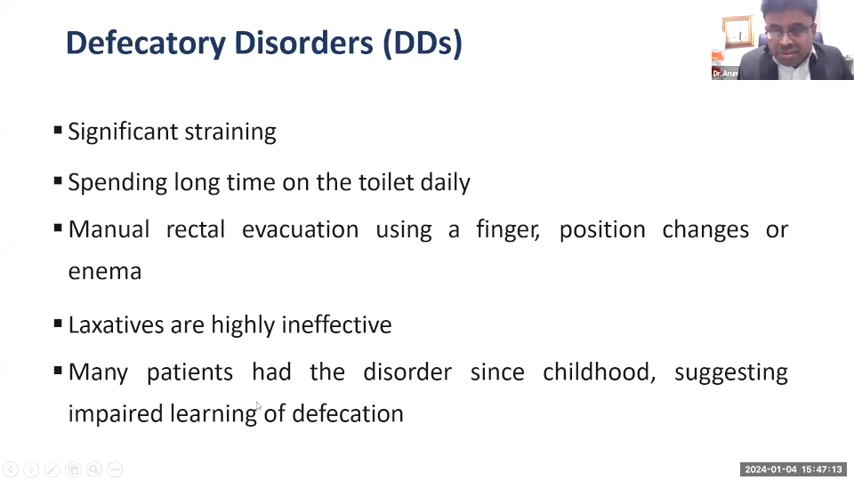 Defecatory Disorders (DDs)
Dr.Arun
▪ Significant straining
▪ Spending long time on the toilet daily
▪ Manual rectal evacuation using a finger, position changes or
enema
▪ Laxatives are highly ineffective
▪ Many patients had the disorder since childhood, suggesting
impaired learning of defecation
2024-01-04 15:47:13